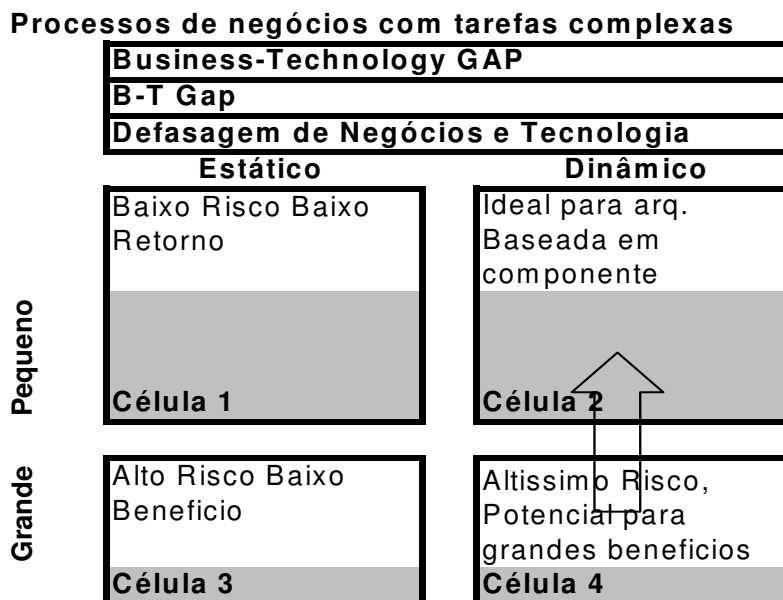 Processos de negócios com tarefas complexas
Business-Technology GAP
B-T Gap
Defasagem de Negócios e Tecnologia
Estático
Dinâmico
Pequeno
Baixo Risco Baixo
Retorno
Célula 1
Ideal para arq.
Baseada em
componente
Célula 2
Grande
Alto Risco Baixo
Beneficio
Célula 3
Altissimo Risco,
Potencial para
grandes beneficios
Célula 4